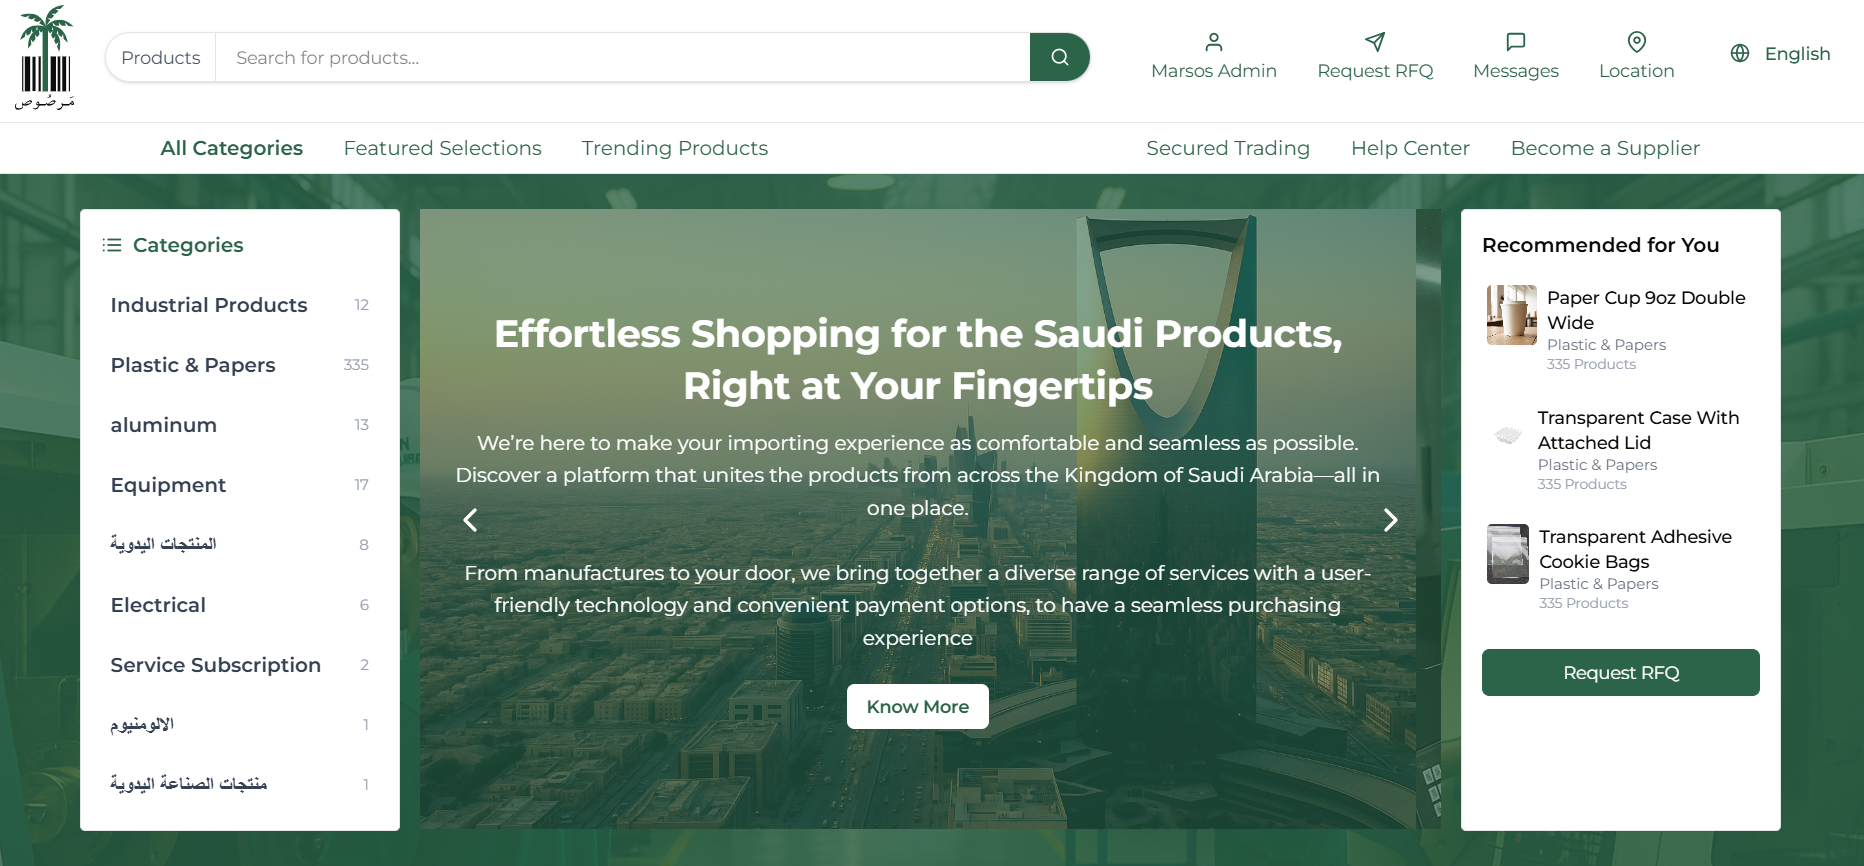 مَرصُوص
Products
Search for products...
Marsos Admin
Request RFQ
Messages
Location
English
All Categories
Featured Selections
Trending Products
Secured Trading
Help Center
Become a Supplier
Categories
Industrial Products 12
Plastic & Papers 335
aluminum 13
Equipment 17
المنتجات اليدوية 8
Electrical 6
Service Subscription 2
الالومنيوم 1
منتجات الصناعة اليدوية 1
Effortless Shopping for the Saudi Products,
Right at Your Fingertips
We’re here to make your importing experience as comfortable and seamless as possible.
Discover a platform that unites the products from across the Kingdom of Saudi Arabia—all in
one place.
From manufactures to your door, we bring together a diverse range of services with a user-
friendly technology and convenient payment options, to have a seamless purchasing
experience
Know More
Recommended for You
Paper Cup 9oz Double
Wide
Plastic & Papers
335 Products
Transparent Case With
Attached Lid
Plastic & Papers
335 Products
Transparent Adhesive
Cookie Bags
Plastic & Papers
335 Products
Request RFQ